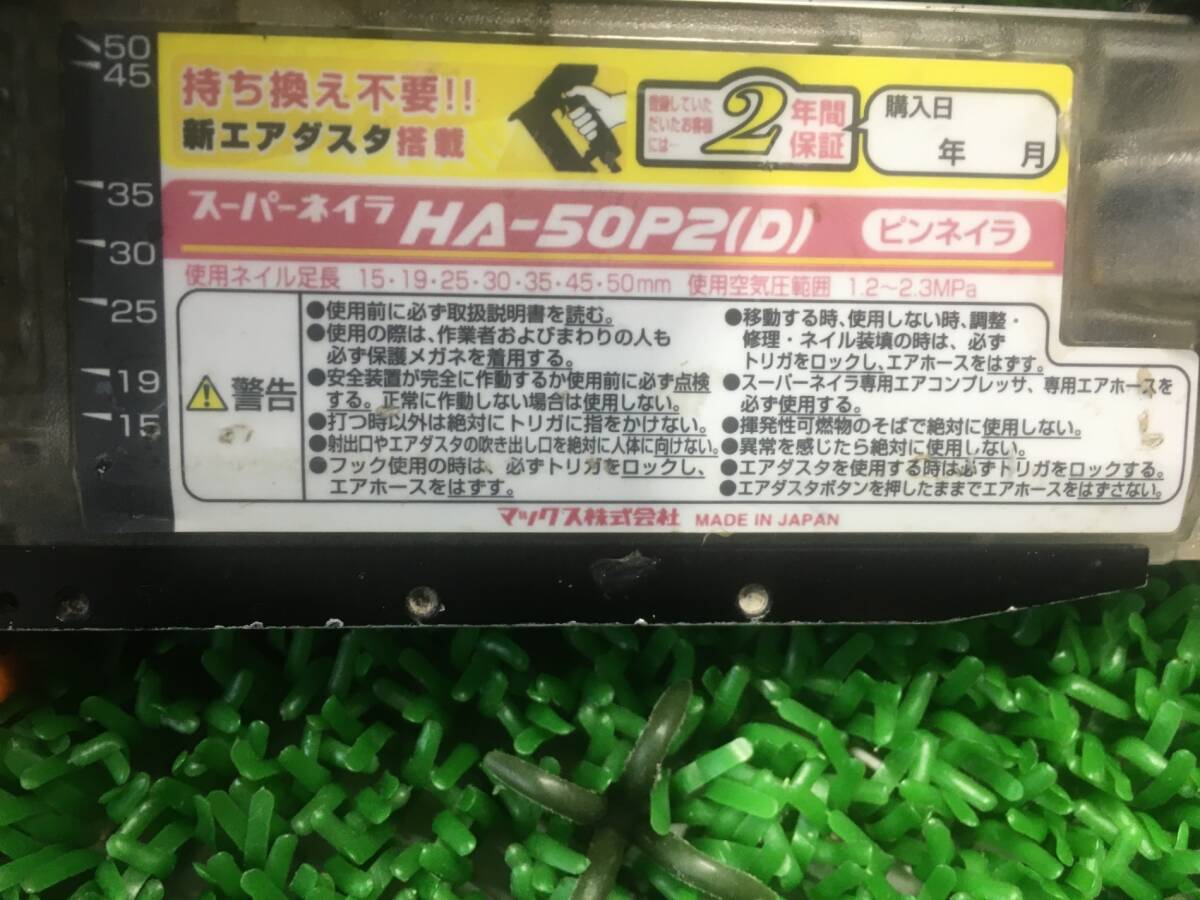 50
45
35
30
25
19
15
持ち換え不要!!
新エアダスタ搭載
登録していた
だいたお客様
には…
2年間
保証
購入日
年 月
スーパーネイラ HA-50P2(D) ピンネイラ
使用ネイル足長 15・19・25・30・35・45・50mm 使用空気圧範囲 1.2～2.3MPa
警告
●使用前に必ず取扱説明書を読む。
●使用の際は、作業者およびまわりの人も
必ず保護メガネを着用する。
●安全装置が完全に作動するか使用前に必ず点検
する。正常に作動しない場合は使用しない。
●打つ時以外は絶対にトリガに指をかけない。
●射出口やエアダスタの吹き出し口を絶対に人体に向けない。
●フック使用の時は、必ずトリガをロックし、
エアホースをはずす。
●移動する時、使用しない時、調整・
修理・ネイル装填の時は、必ず
トリガをロックし、エアホースをはずす。
●スーパーネイラ専用エアコンプレッサ、専用エアホースを
必ず使用する。
●揮発性可燃物のそばで絶対に使用しない。
●異常を感じたら絶対に使用しない。
●エアダスタを使用する時は必ずトリガをロックする。
●エアダスタボタンを押したままでエアホースをはずさない。
マックス株式会社 MADE IN JAPAN